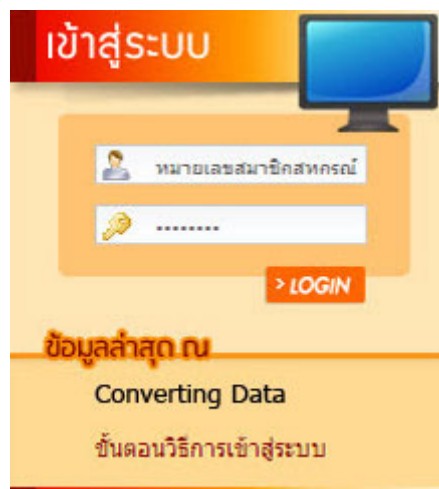 เข้าสู่ระบบ
หมายเลขสมาชิกสหกรณ์
........
> LOGIN
ข้อมูลล่าสุด ณ
Converting Data
ขั้นตอนวิธีการเข้าสู่ระบบ